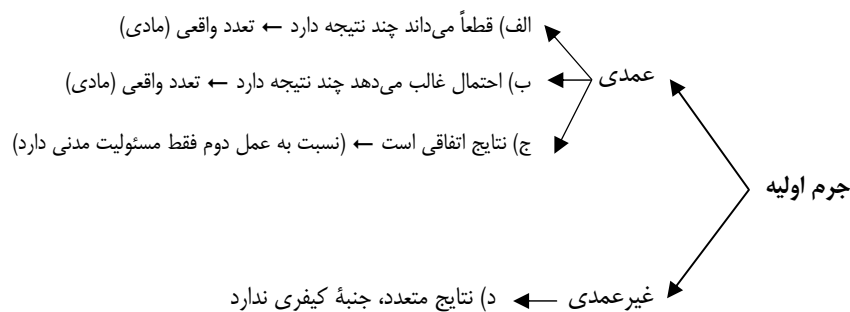 الف) قطعاً می‌داند چند نتیجه دارد ← تعدد واقعی (مادی)
عمدی ب) احتمال غالب می‌دهد چند نتیجه دارد ← تعدد واقعی (مادی)
ج) نتایج اتفاقی است ← (نسبت به عمل دوم فقط مسئولیت مدنی دارد)
جرم اولیه
غیرعمدی د) نتایج متعدد، جنبهٔ کیفری ندارد